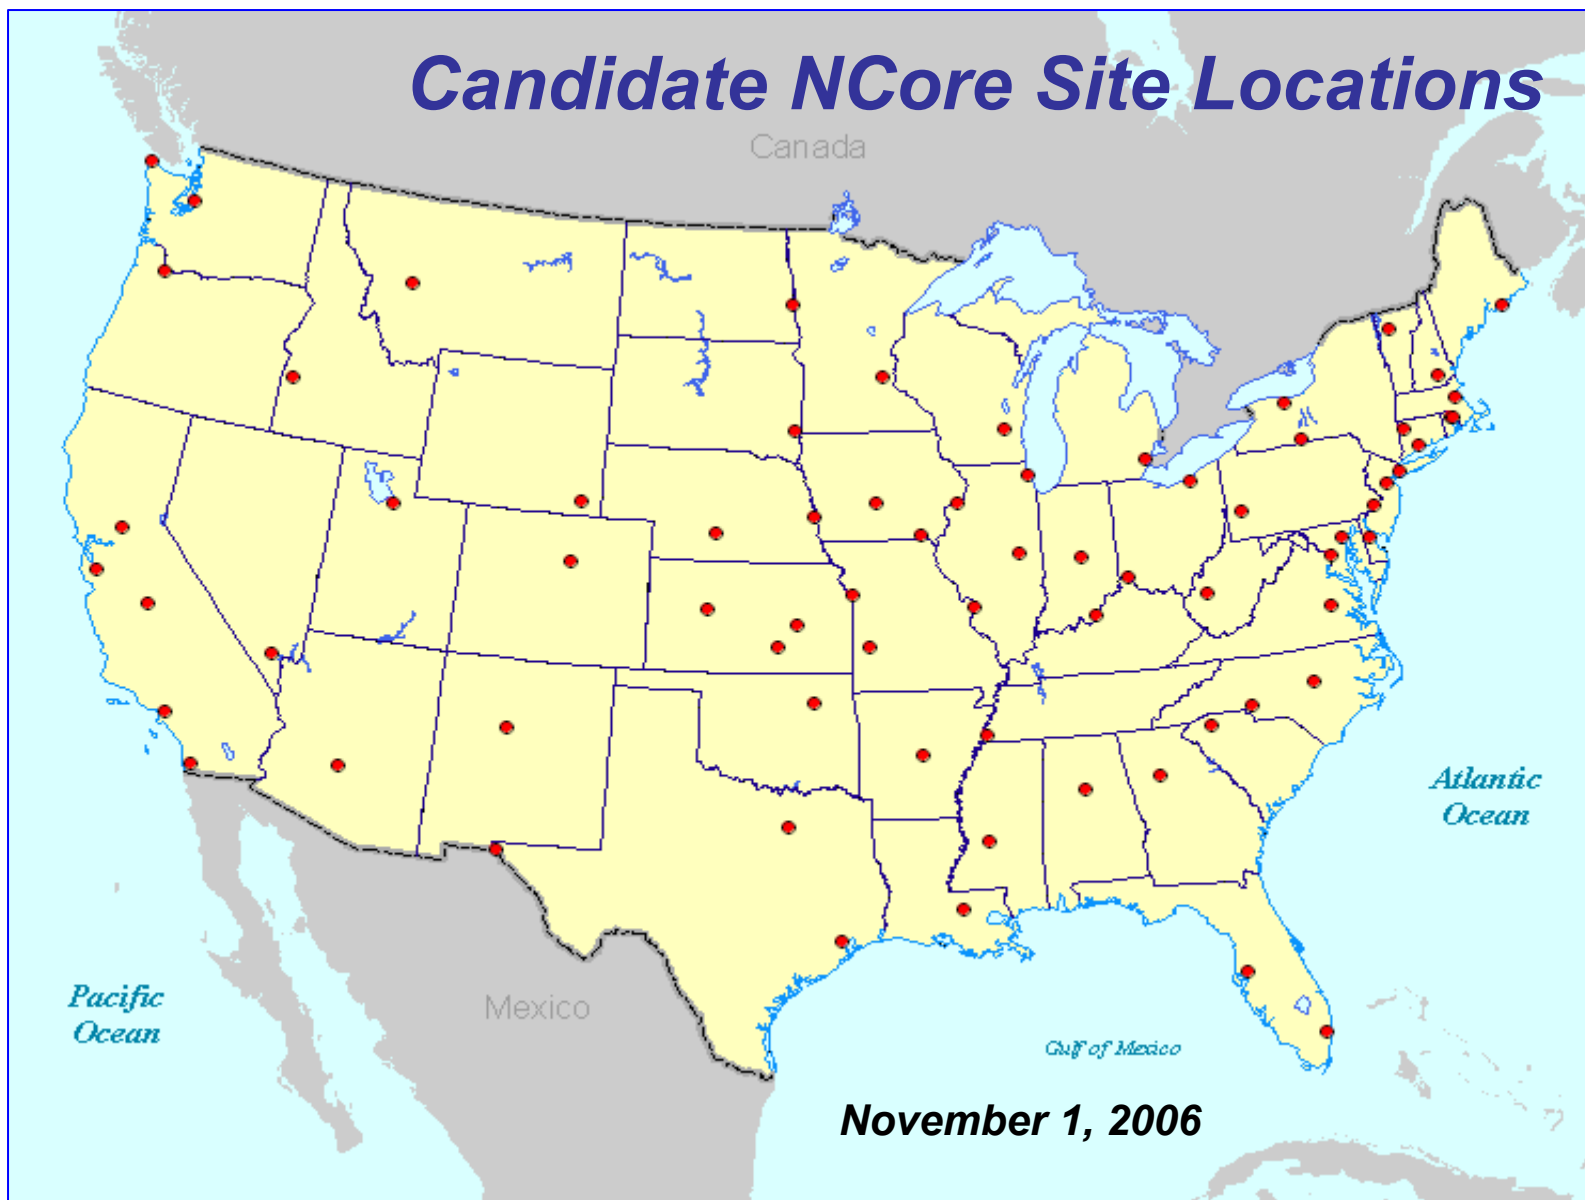 Candidate NCore Site Locations
Canada
Atlantic
Ocean
Pacific
Ocean
Mexico
Gulf of Mexico
November 1, 2006